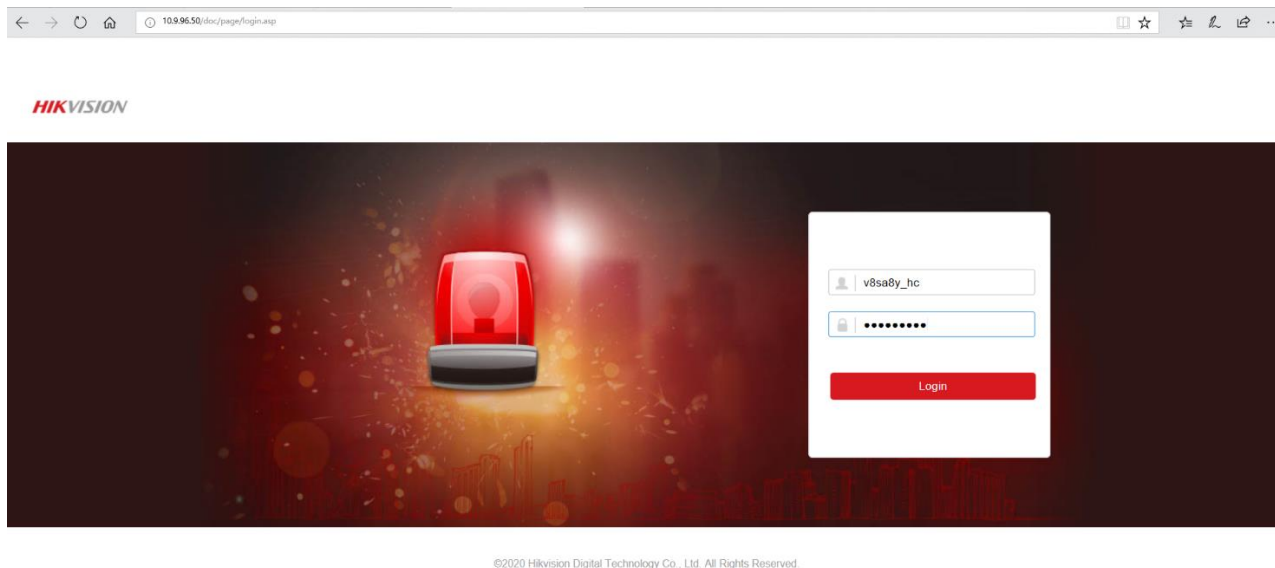 10.9.96.50/doc/page/login.asp
HIKVISION
v8sa8y_hc
•••••••••
Login
©2020 Hikvision Digital Technology Co., Ltd. All Rights Reserved.